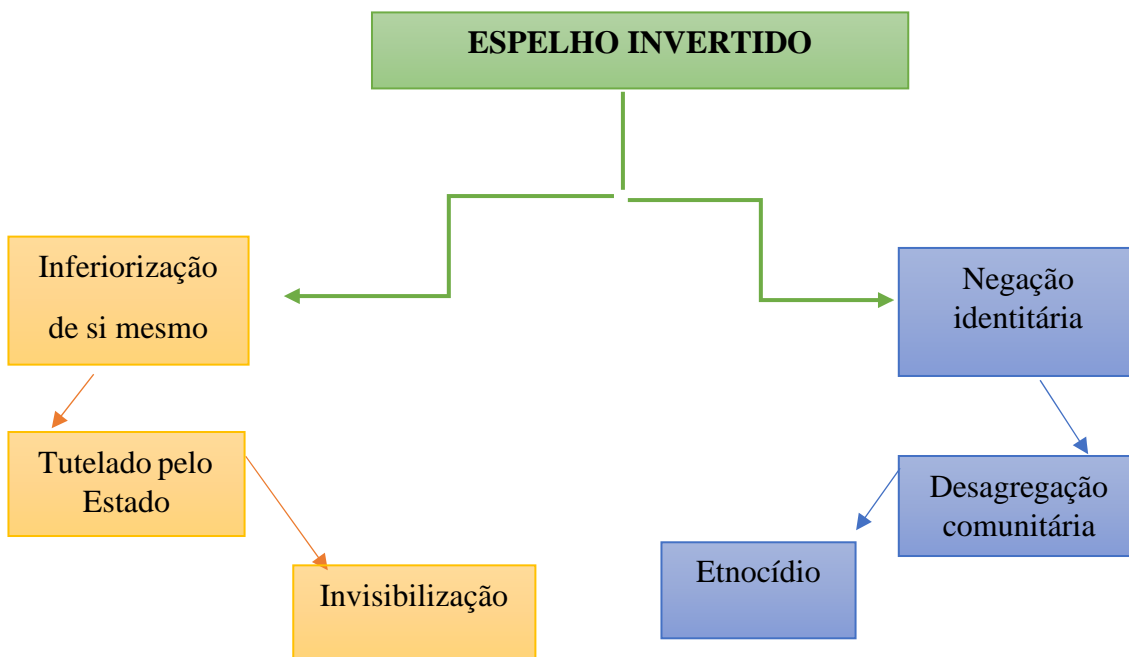 ESPELHO INVERTIDO
Inferiorização
de si mesmo
Negação
identitária
Tutelado pelo
Estado
Desagregação
comunitária
Invisibilização
Etnocídio